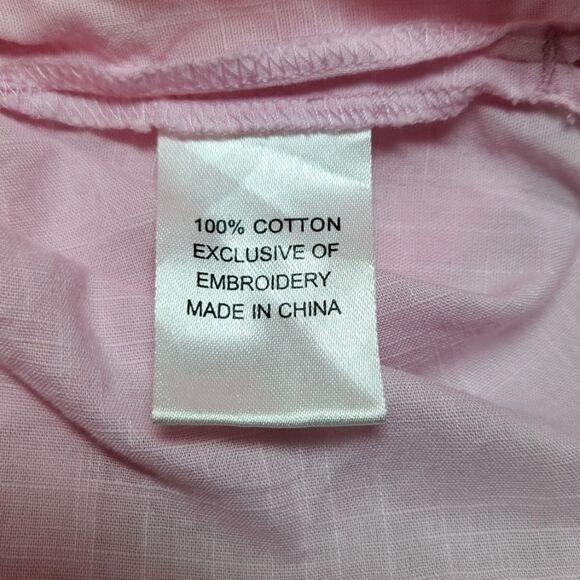 100% COTTON
EXCLUSIVE OF
EMBROIDERY
MADE IN CHINA